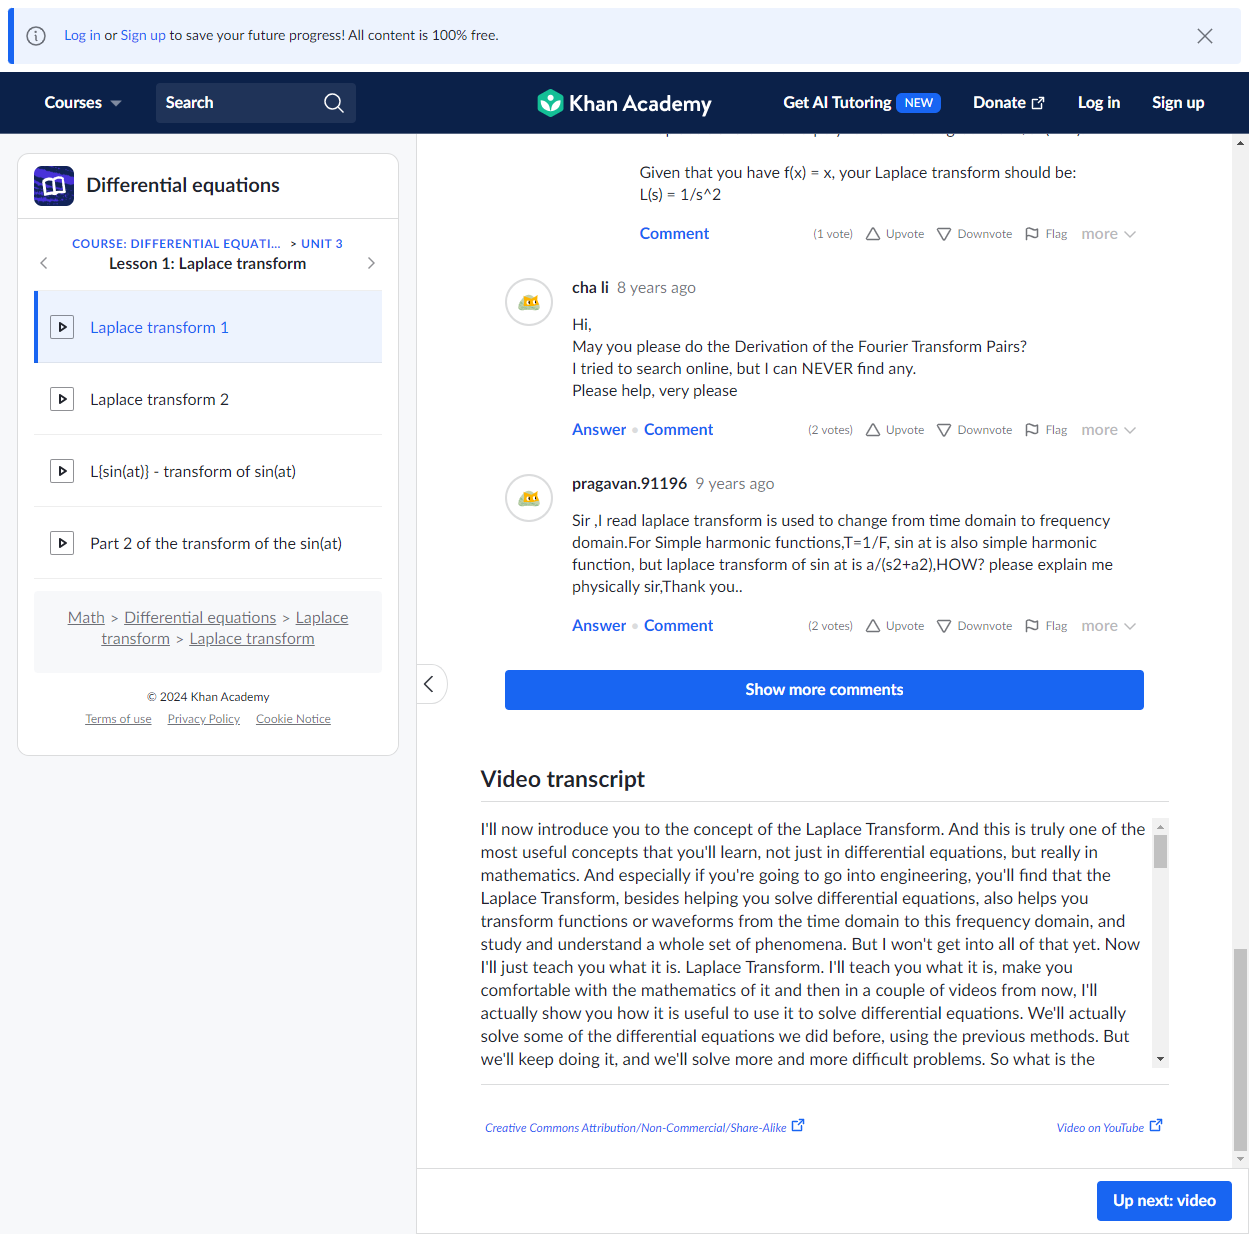 Log in or Sign up to save your future progress! All content is 100% free.
Courses
Search
Khan Academy
Get AI Tutoring NEW
Donate
Log in
Sign up
Differential equations
COURSE: DIFFERENTIAL EQUATI... > UNIT 3
Lesson 1: Laplace transform
Laplace transform 1
Laplace transform 2
L{sin(at)} - transform of sin(at)
Part 2 of the transform of the sin(at)
Math > Differential equations > Laplace
transform > Laplace transform
© 2024 Khan Academy
Terms of use Privacy Policy Cookie Notice
Given that you have f(x) = x, your Laplace transform should be:
L(s) = 1/s^2
Comment (1 vote) Upvote Downvote Flag more
cha li 8 years ago
Hi,
May you please do the Derivation of the Fourier Transform Pairs?
I tried to search online, but I can NEVER find any.
Please help, very please
Answer • Comment (2 votes) Upvote Downvote Flag more
pragavan.91196 9 years ago
Sir ,I read laplace transform is used to change from time domain to frequency
domain.For Simple harmonic functions,T=1/F, sin at is also simple harmonic
function, but laplace transform of sin at is a/(s2+a2),HOW? please explain me
physically sir,Thank you..
Answer • Comment (2 votes) Upvote Downvote Flag more
Show more comments
Video transcript
I'll now introduce you to the concept of the Laplace Transform. And this is truly one of the
most useful concepts that you'll learn, not just in differential equations, but really in
mathematics. And especially if you're going to go into engineering, you'll find that the
Laplace Transform, besides helping you solve differential equations, also helps you
transform functions or waveforms from the time domain to this frequency domain, and
study and understand a whole set of phenomena. But I won't get into all of that yet. Now
I'll just teach you what it is. Laplace Transform. I'll teach you what it is, make you
comfortable with the mathematics of it and then in a couple of videos from now, I'll
actually show you how it is useful to use it to solve differential equations. We'll actually
solve some of the differential equations we did before, using the previous methods. But
we'll keep doing it, and we'll solve more and more difficult problems. So what is the
Creative Commons Attribution/Non-Commercial/Share-Alike
Video on YouTube
Up next: video